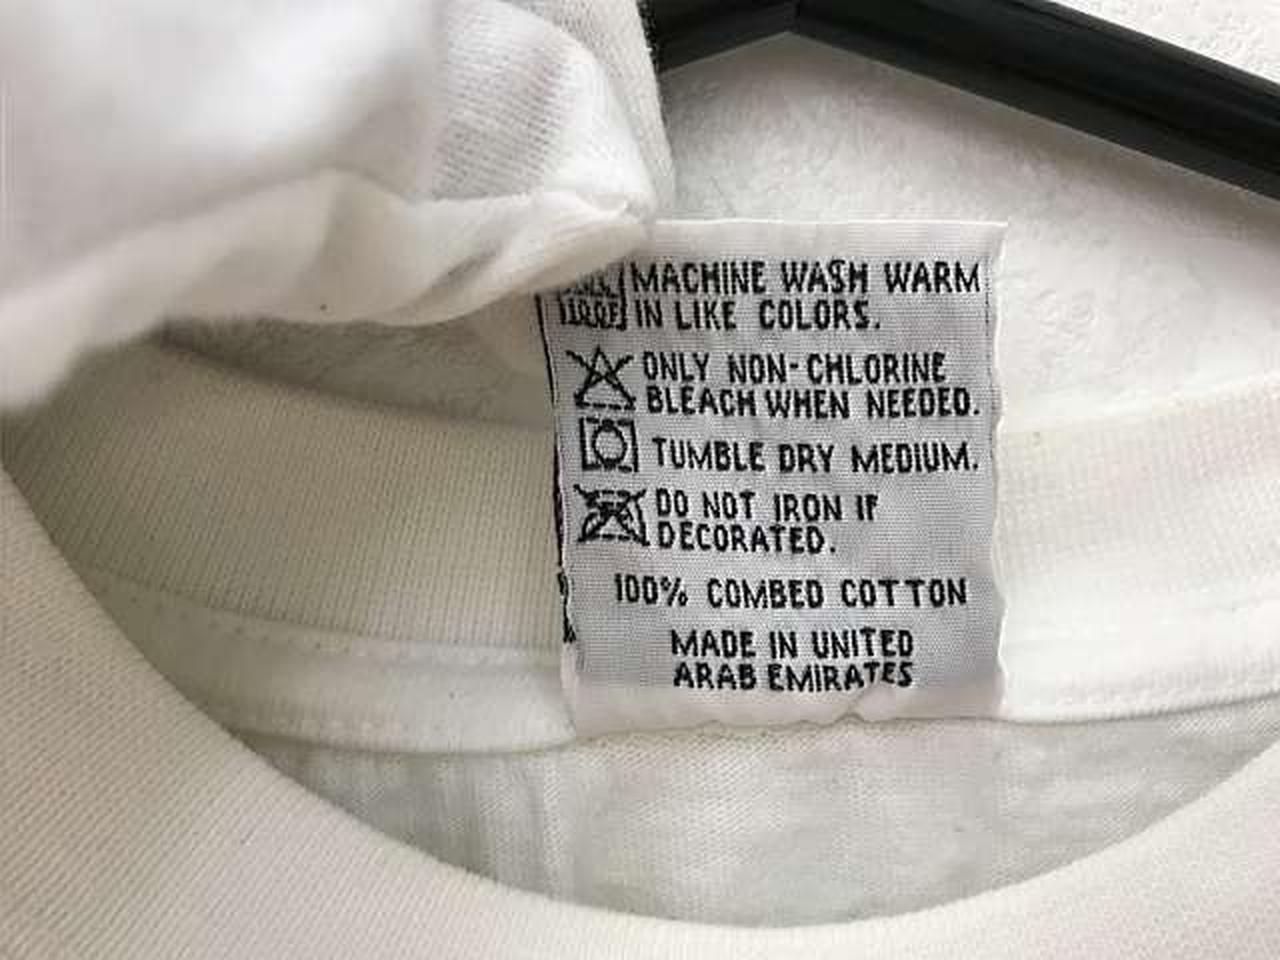 MACHINE WASH WARM
IN LIKE COLORS.
ONLY NON-CHLORINE
BLEACH WHEN NEEDED.
TUMBLE DRY MEDIUM.
DO NOT IRON IF
DECORATED.
100% COMBED COTTON
MADE IN UNITED
ARAB EMIRATES